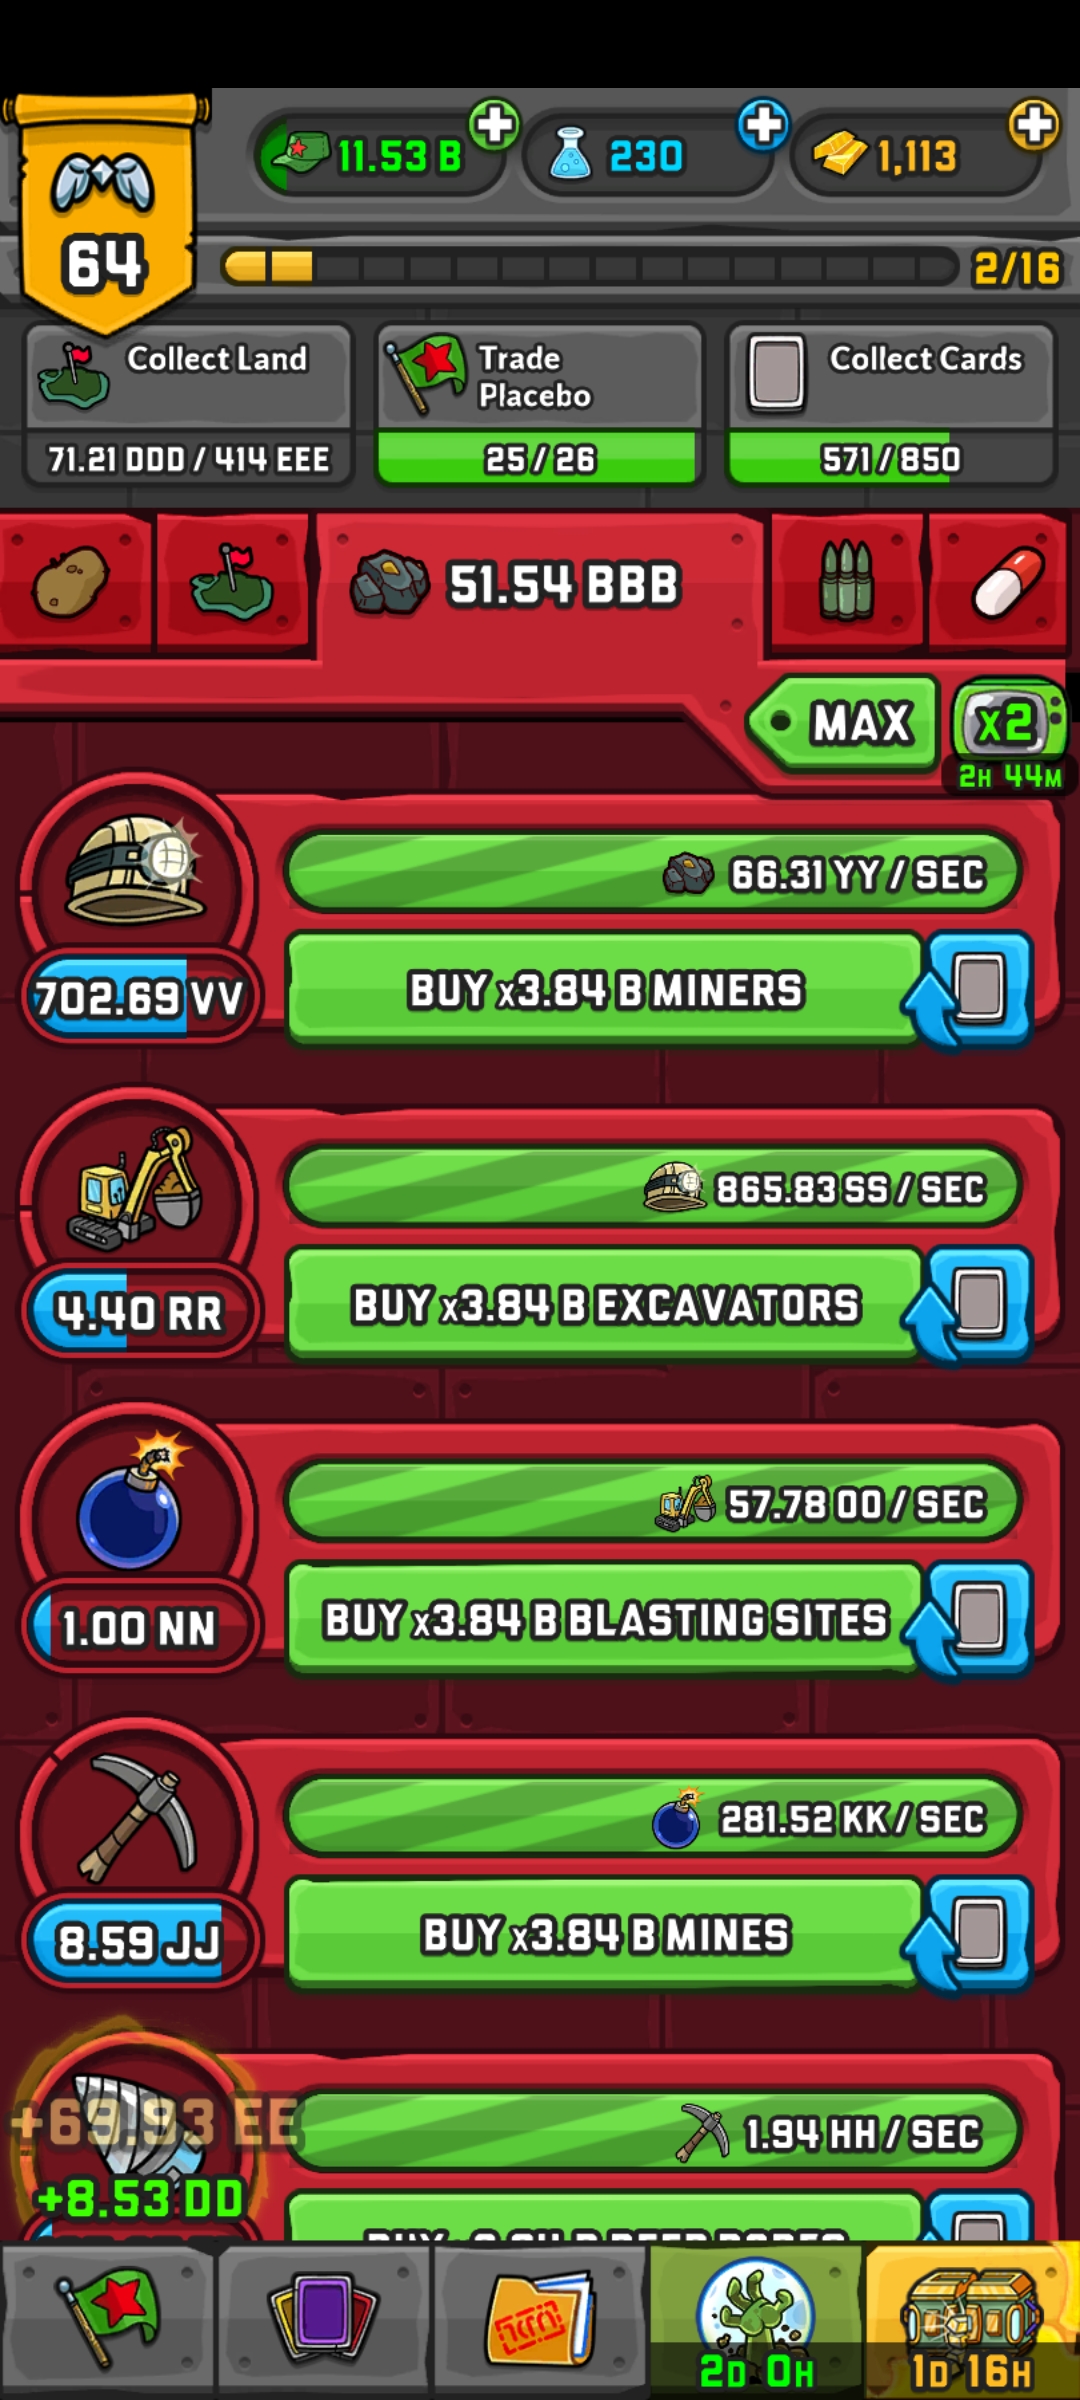 11.53 B
230
1,113
64
2/16
Collect Land
71.21 DDD / 414 EEE
Trade
Placebo
25 / 26
Collect Cards
571 / 850
51.54 BBB
MAX
x2
2H 44M
66.31 YY / SEC
702.69 VV
BUY x3.84 B MINERS
865.83 SS / SEC
4.40 RR
BUY x3.84 B EXCAVATORS
57.78 OO / SEC
1.00 NN
BUY x3.84 B BLASTING SITES
281.52 KK / SEC
8.59 JJ
BUY x3.84 B MINES
+69.93 EE
1.94 HH / SEC
+8.53 DD
2D 0H
1D 16H